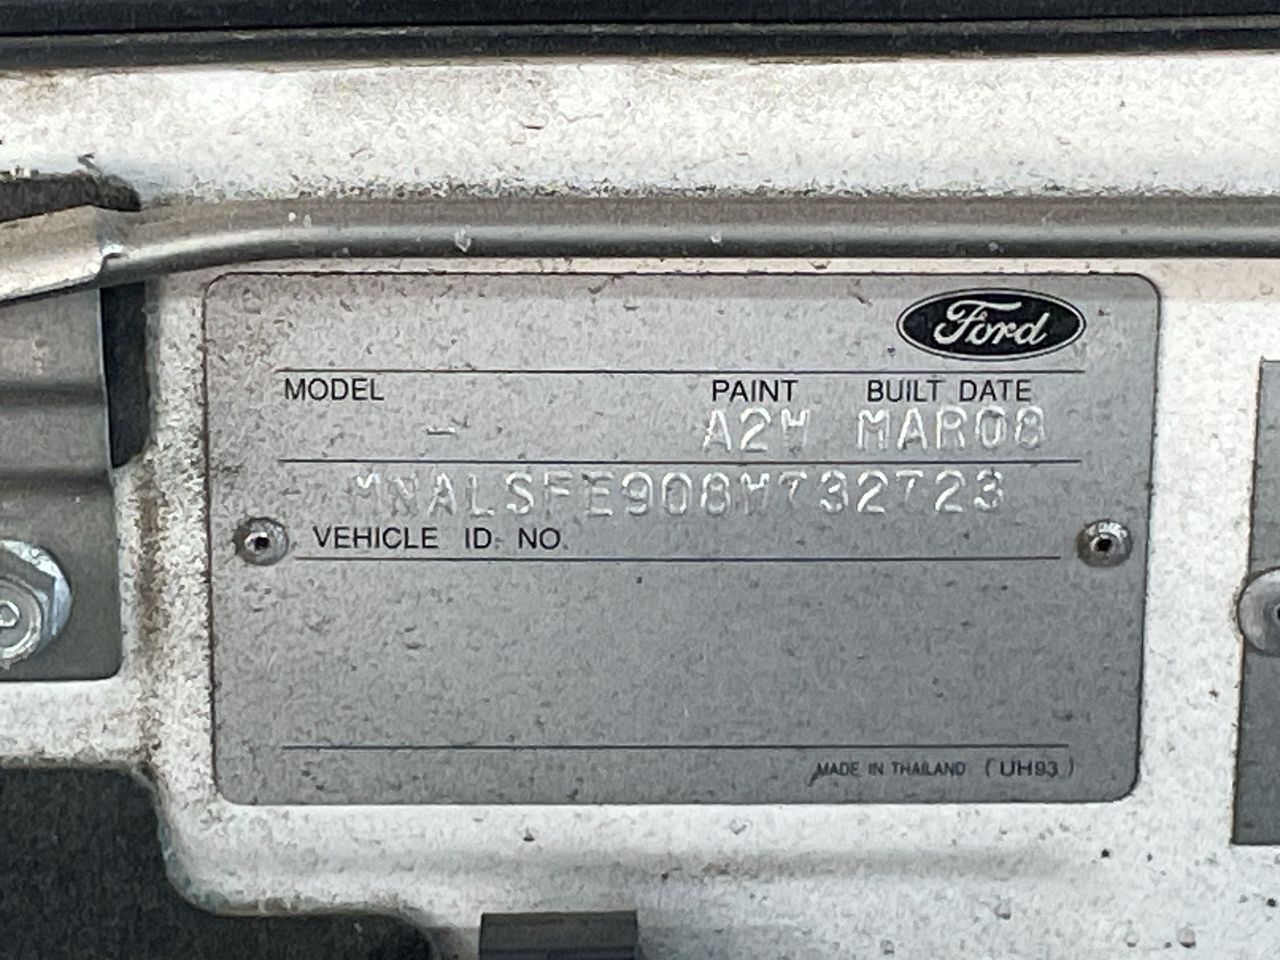 Ford
MODEL PAINT BUILT DATE
- A2W MAR08
MNALSFE908W732723
VEHICLE ID. NO.
MADE IN THAILAND (UH93)